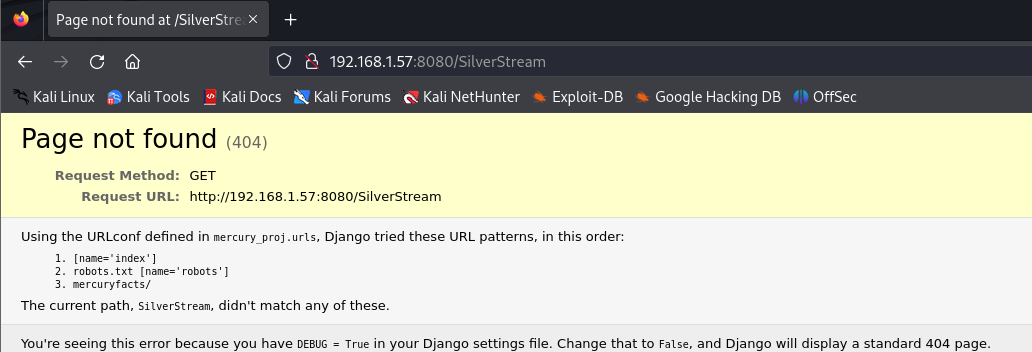 Page not found at /SilverStre
192.168.1.57:8080/SilverStream
Kali Linux Kali Tools Kali Docs Kali Forums Kali NetHunter Exploit-DB Google Hacking DB OffSec
Page not found (404)
Request Method: GET
Request URL: http://192.168.1.57:8080/SilverStream
Using the URLconf defined in mercury_proj.urls, Django tried these URL patterns, in this order:
1. [name='index']
2. robots.txt [name='robots']
3. mercuryfacts/
The current path, SilverStream, didn't match any of these.
You're seeing this error because you have DEBUG = True in your Django settings file. Change that to False, and Django will display a standard 404 page.